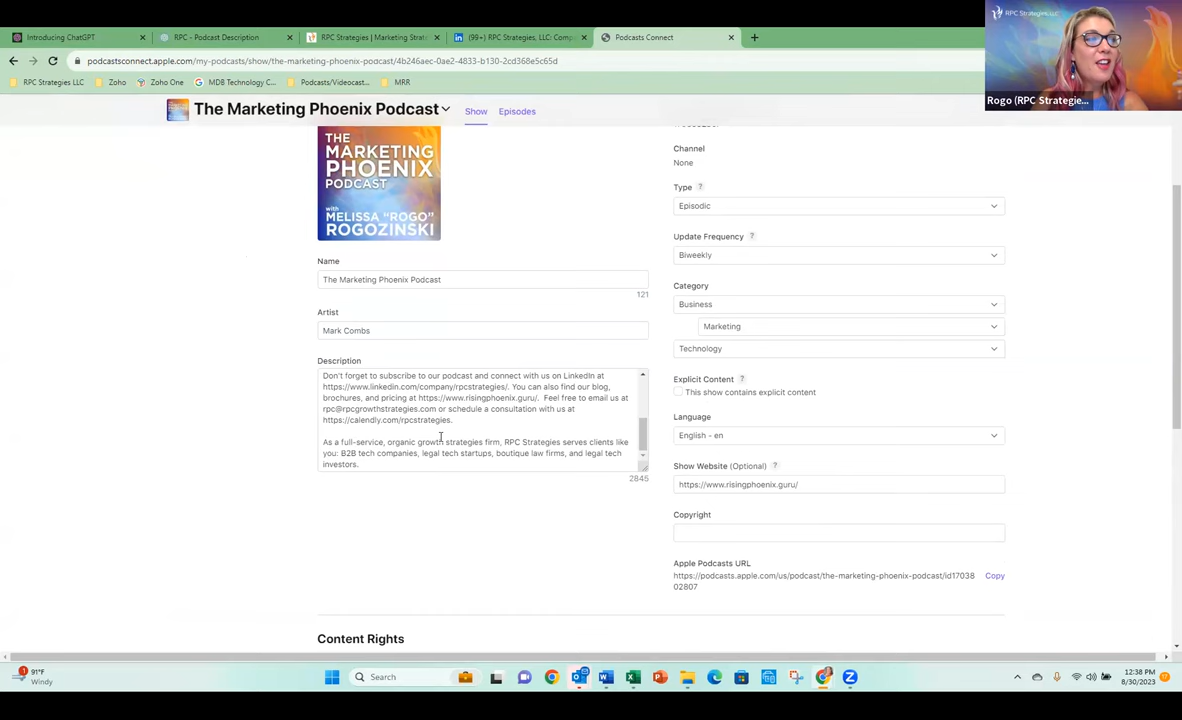 Introducing ChatGPT
RPC - Podcast Description
RPC Strategies | Marketing Strat
(99+) RPC Strategies, LLC: Comp
Podcasts Connect
podcastsconnect.apple.com/my-podcasts/show/the-marketing-phoenix-podcast/4b246aec-0ae2-4833-b130-2cd368e5c65d
RPC Strategies LLC
Zoho
Zoho One
MDB Technology C...
Podcasts/Videocast...
MRR
RPC Strategies, LLC
Rogo (RPC Strategie...
The Marketing Phoenix Podcast
Show
Episodes
THE
MARKETING
PHOENIX
PODCAST
with
MELISSA "ROGO"
ROGOZINSKI
Name
The Marketing Phoenix Podcast
121
Artist
Mark Combs
Description
Don't forget to subscribe to our podcast and connect with us on LinkedIn at
https://www.linkedin.com/company/rpcstrategies/. You can also find our blog,
brochures, and pricing at https://www.risingphoenix.guru/. Feel free to email us at
rpc@rpcgrowthstrategies.com or schedule a consultation with us at
https://calendly.com/rpcstrategies.
As a full-service, organic growth strategies firm, RPC Strategies serves clients like
you: B2B tech companies, legal tech startups, boutique law firms, and legal tech
investors.
2845
Channel
None
Type ?
Episodic
Update Frequency ?
Biweekly
Category
Business
Marketing
Technology
Explicit Content ?
This show contains explicit content
Language
English - en
Show Website (Optional) ?
https://www.risingphoenix.guru/
Copyright
Apple Podcasts URL
https://podcasts.apple.com/us/podcast/the-marketing-phoenix-podcast/id17038
02807
Copy
Content Rights
1
91°F
Windy
Search
12:38 PM
8/30/2023